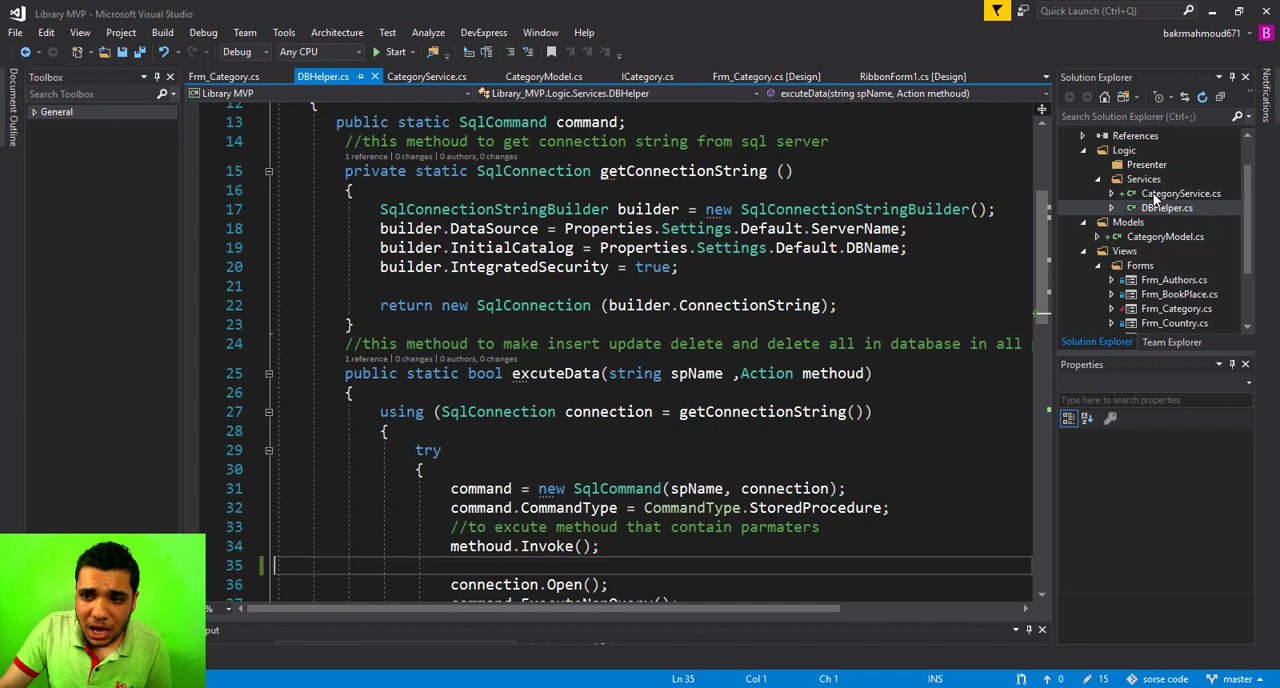 Library MVP - Microsoft Visual Studio
Quick Launch (Ctrl+Q)
File Edit View Project Build Debug Team Tools Architecture Test Analyze DevExpress Window Help
bakrmahmoud671 B
Debug Any CPU Start
Document Outline
Toolbox
Search Toolbox
General
Frm_Category.cs DBHelper.cs CategoryService.cs CategoryModel.cs ICategory.cs Frm_Category.cs [Design] RibbonForm1.cs [Design]
Library MVP Library_MVP.Logic.Services.DBHelper excuteData(string spName, Action methoud)
12 {
13 public static SqlCommand command;
14 //this methoud to get connection string from sql server
1 reference | 0 changes | 0 authors, 0 changes
15 private static SqlConnection getConnectionString ()
16 {
17 SqlConnectionStringBuilder builder = new SqlConnectionStringBuilder();
18 builder.DataSource = Properties.Settings.Default.ServerName;
19 builder.InitialCatalog = Properties.Settings.Default.DBName;
20 builder.IntegratedSecurity = true;
21
22 return new SqlConnection (builder.ConnectionString);
23 }
24 //this methoud to make insert update delete and delete all in database in all
1 reference | 0 changes | 0 authors, 0 changes
25 public static bool excuteData(string spName ,Action methoud)
26 {
27 using (SqlConnection connection = getConnectionString())
28 {
29 try
30 {
31 command = new SqlCommand(spName, connection);
32 command.CommandType = CommandType.StoredProcedure;
33 //to excute methoud that contain parmaters
34 methoud.Invoke();
35
36 connection.Open();
Solution Explorer
Search Solution Explorer (Ctrl+;)
References
Logic
Presenter
Services
CategoryService.cs
DBHelper.cs
Models
CategoryModel.cs
Views
Forms
Frm_Authors.cs
Frm_BookPlace.cs
Frm_Category.cs
Frm_Country.cs
Solution Explorer Team Explorer
Properties
Type here to search properties
Notifications
Ln 35 Col 1 Ch 1 INS 0 15 sorse code master